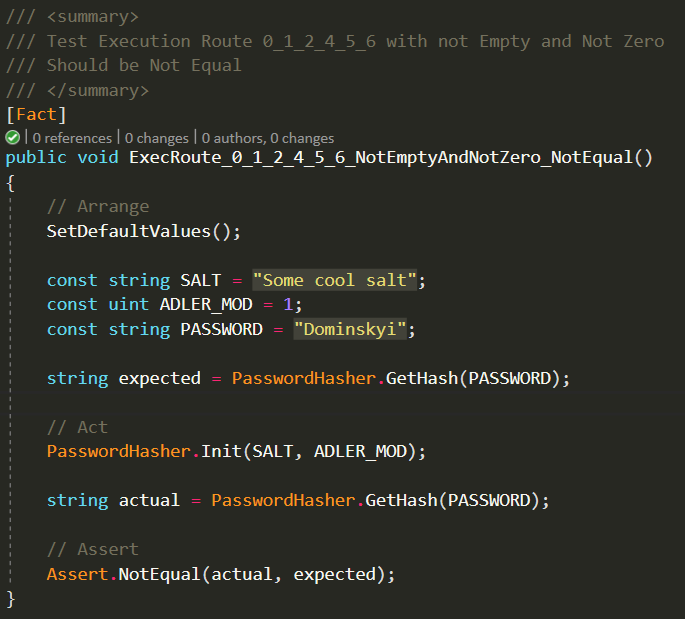 /// <summary>
/// Test Execution Route 0_1_2_4_5_6 with not Empty and Not Zero
/// Should be Not Equal
/// </summary>
[Fact]
| 0 references | 0 changes | 0 authors, 0 changes
public void ExecRoute_0_1_2_4_5_6_NotEmptyAndNotZero_NotEqual()
{
// Arrange
SetDefaultValues();
const string SALT = "Some cool salt";
const uint ADLER_MOD = 1;
const string PASSWORD = "Dominskyi";
string expected = PasswordHasher.GetHash(PASSWORD);
// Act
PasswordHasher.Init(SALT, ADLER_MOD);
string actual = PasswordHasher.GetHash(PASSWORD);
// Assert
Assert.NotEqual(actual, expected);
}